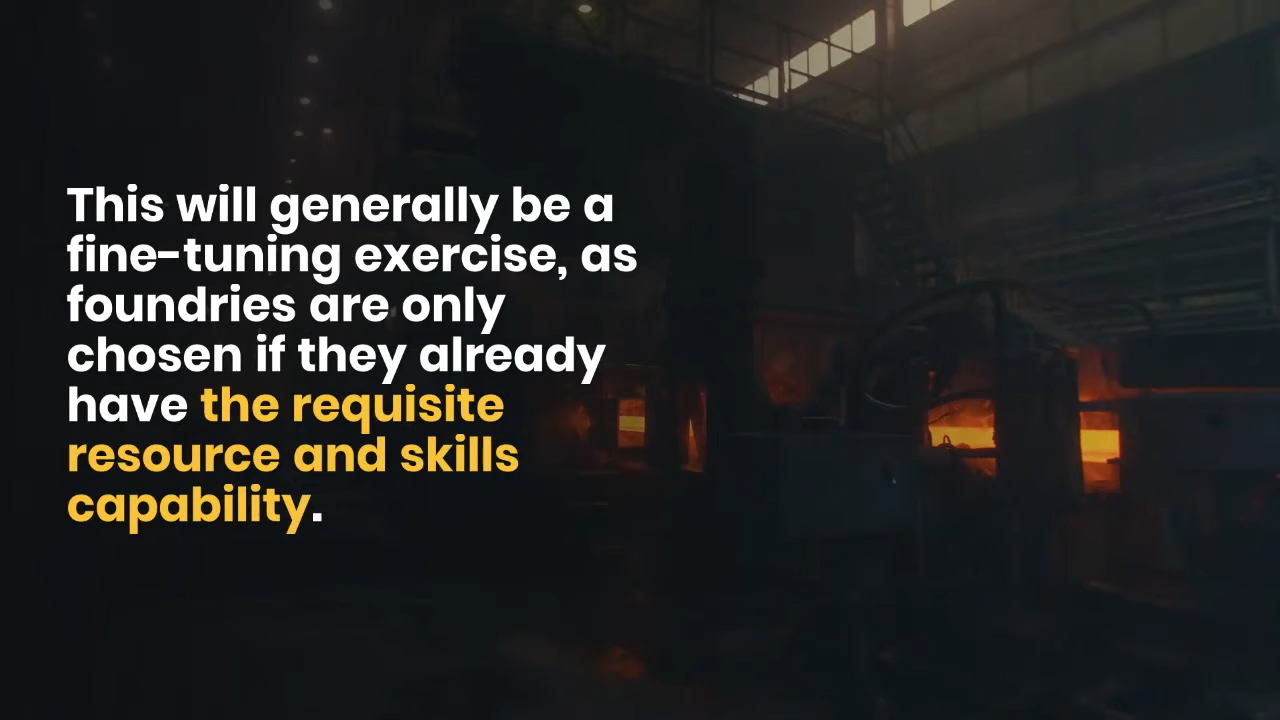 This will generally be a
fine-tuning exercise, as
foundries are only
chosen if they already
have the requisite
resource and skills
capability.